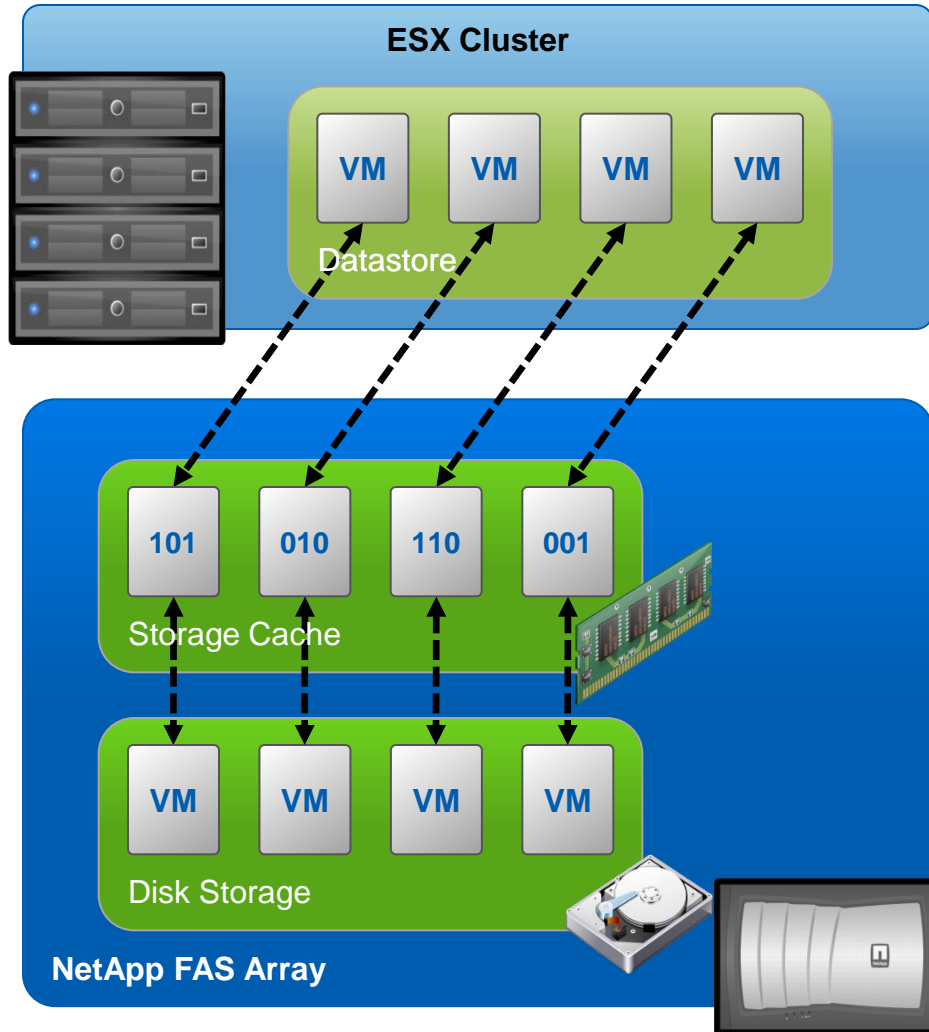 ESX Cluster
VM VM VM VM
Datastore
101 010 110 001
Storage Cache
VM VM VM VM
Disk Storage
NetApp FAS Array
NetApp